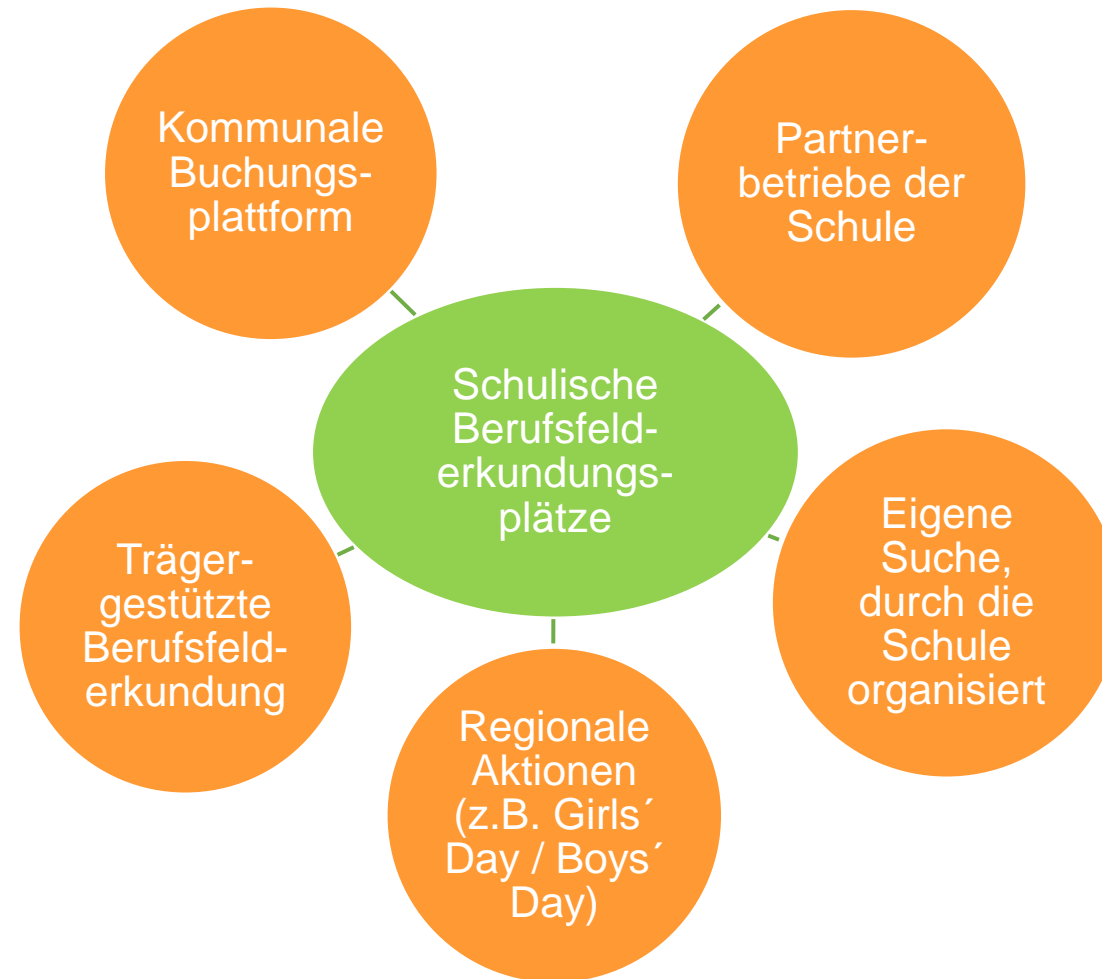 Kommunale
Buchungs-
plattform
Partner-
betriebe der
Schule
Schulische
Berufsfeld-
erkundungs-
plätze
Eigene
Suche,
durch die
Schule
organisiert
Träger-
gestützte
Berufsfeld-
erkundung
Regionale
Aktionen
(z.B. Girls´
Day / Boys´
Day)